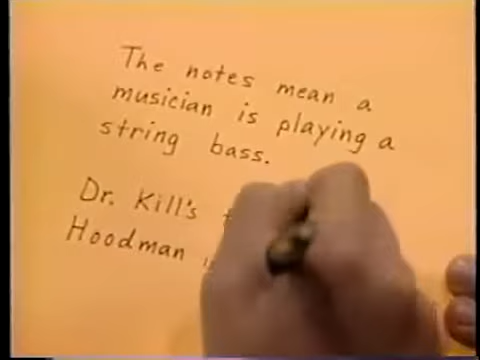 The notes mean a
musician is playing a
string bass.
Dr. Kill's
Hoodman